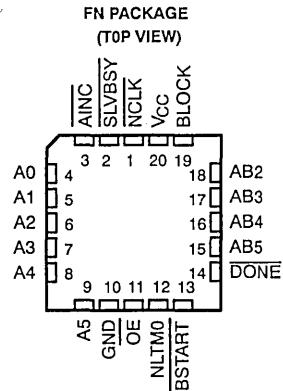 FN PACKAGE
(T0P VIEW)
AINC
SLVBSY
NCLK
VCC
BLOCK
3 2 1 20 19
A0 4 18 AB2
A1 5 17 AB3
A2 6 16 AB4
A3 7 15 AB5
A4 8 14 DONE
9 10 11 12 13
A5
GND
OE
NLTM0
BSTART